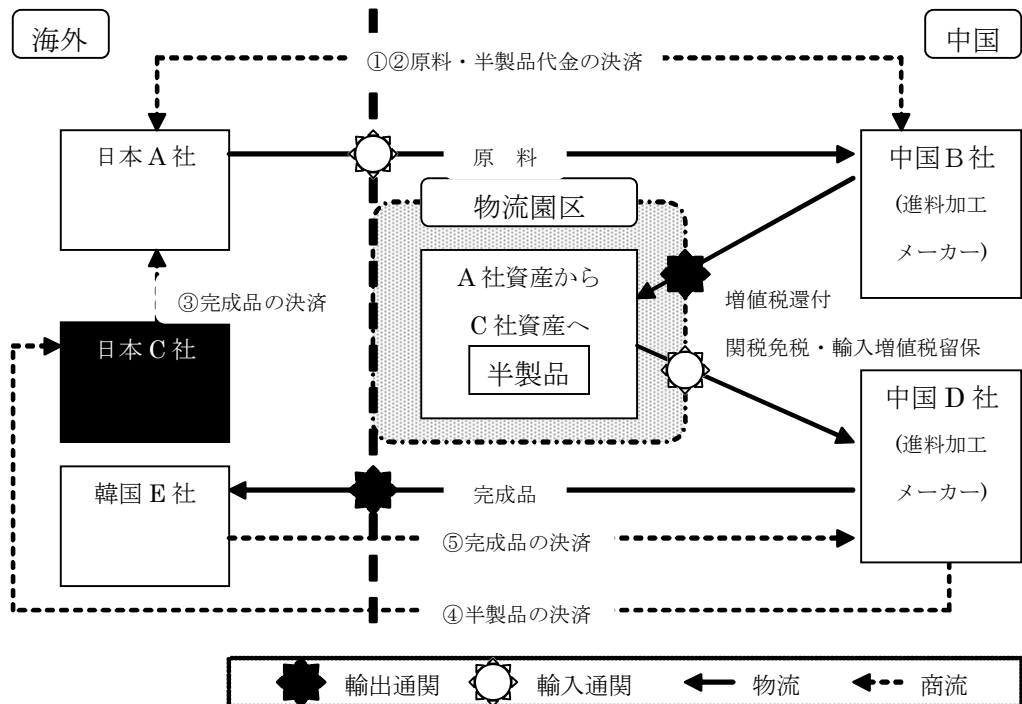 海外
中国
①②原料・半製品代金の決済
日本A社
原 料
中国B社
(進料加工
メーカー)
物流園区
A社資産から
C社資産へ
半製品
増値税還付
関税免税・輸入増値税留保
③完成品の決済
日本C社
中国D社
(進料加工
メーカー)
韓国E社
完成品
⑤完成品の決済
④半製品の決済
輸出通関 輸入通関 物流 商流